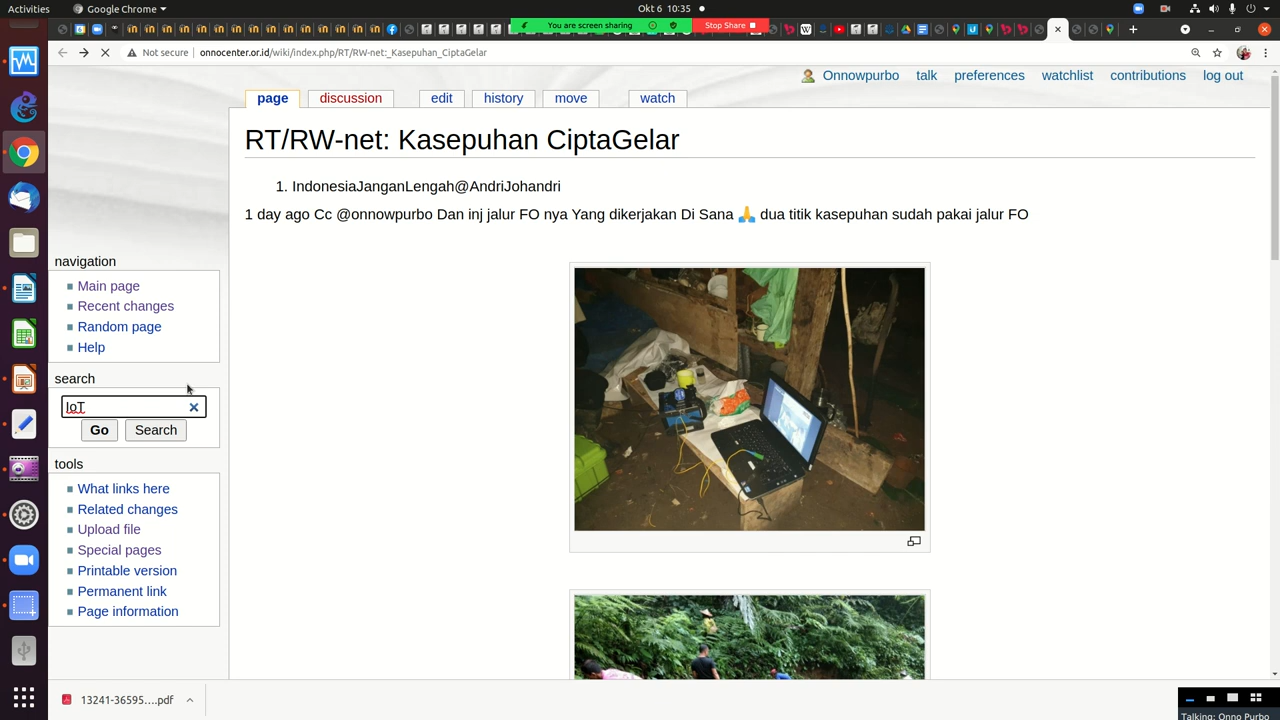 Activities
Google Chrome
Okt 6 10:35
You are screen sharing
Stop Share
Not secure
onnocenter.or.id/wiki/index.php/RT/RW-net:_Kasepuhan_CiptaGelar
Onnowpurbo talk preferences watchlist contributions log out
page discussion edit history move watch
RT/RW-net: Kasepuhan CiptaGelar
1. IndonesiaJanganLengah@AndriJohandri
1 day ago Cc @onnowpurbo Dan inj jalur FO nya Yang dikerjakan Di Sana 🙏 dua titik kasepuhan sudah pakai jalur FO
navigation
Main page
Recent changes
Random page
Help
search
IoT
Go Search
tools
What links here
Related changes
Upload file
Special pages
Printable version
Permanent link
Page information
13241-36595....pdf
Talking: Onno Purbo